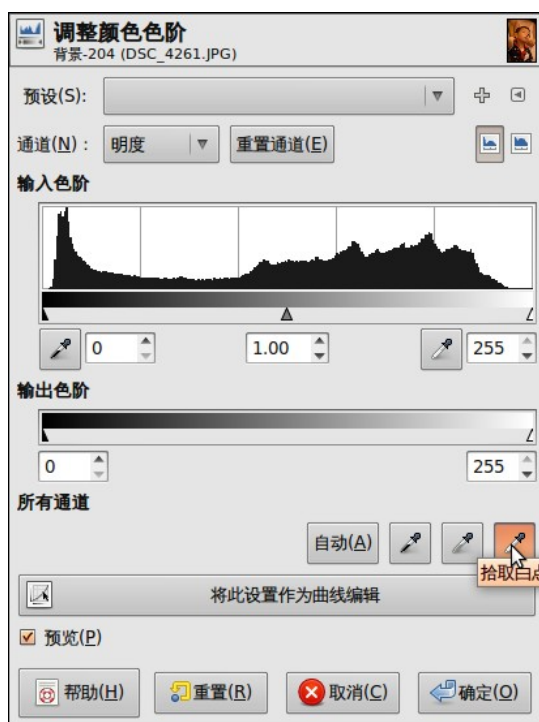 调整颜色色阶
背景-204 (DSC_4261.JPG)
预设(S):
通道(N)： 明度 重置通道(E)
输入色阶
0 1.00 255
输出色阶
0 255
所有通道
自动(A)
拾取白点
将此设置作为曲线编辑
预览(P)
帮助(H) 重置(R) 取消(C) 确定(O)